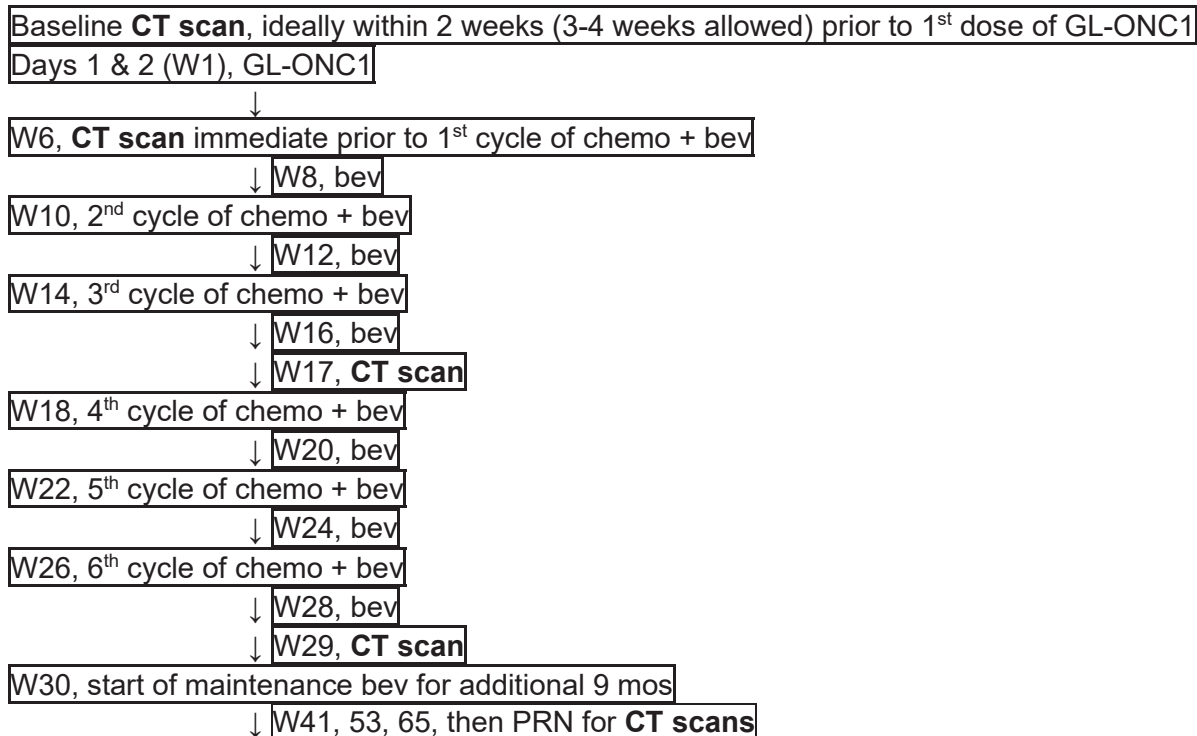 Baseline CT scan, ideally within 2 weeks (3-4 weeks allowed) prior to 1st dose of GL-ONC1
Days 1 & 2 (W1), GL-ONC1
↓
W6, CT scan immediate prior to 1st cycle of chemo + bev
↓ W8, bev
W10, 2nd cycle of chemo + bev
↓ W12, bev
W14, 3rd cycle of chemo + bev
↓ W16, bev
↓ W17, CT scan
W18, 4th cycle of chemo + bev
↓ W20, bev
W22, 5th cycle of chemo + bev
↓ W24, bev
W26, 6th cycle of chemo + bev
↓ W28, bev
↓ W29, CT scan
W30, start of maintenance bev for additional 9 mos
↓ W41, 53, 65, then PRN for CT scans